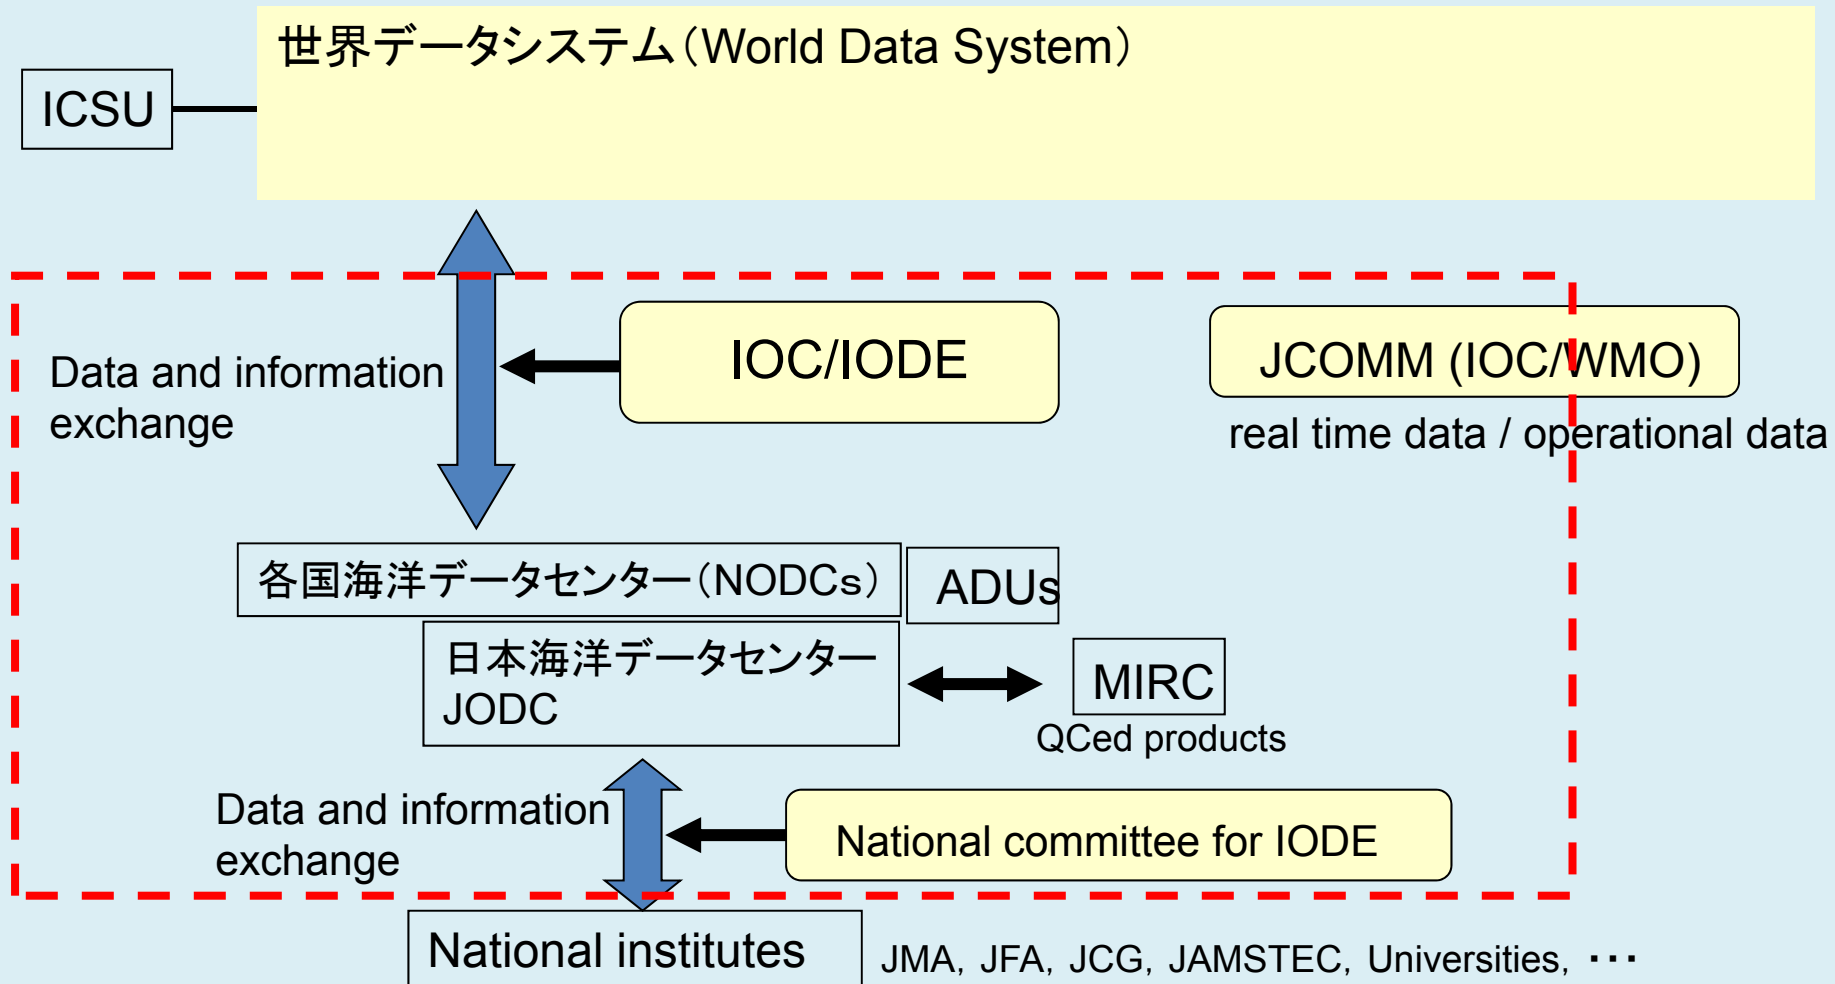 世界データシステム（World Data System）
ICSU
IOC/IODE
JCOMM (IOC/WMO)
Data and information
exchange
real time data / operational data
各国海洋データセンター（NODCs）
ADUs
日本海洋データセンター
JODC
MIRC
QCed products
Data and information
exchange
National committee for IODE
National institutes
JMA, JFA, JCG, JAMSTEC, Universities, ･･･